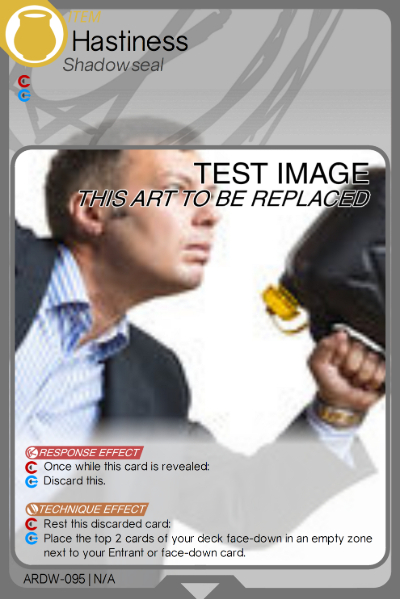 Hastiness
Shadowseal
TEST IMAGE
THIS ART TO BE REPLACED
RESPONSE EFFECT
Once while this card is revealed:
Discard this.
TECHNIQUE EFFECT
Rest this discarded card:
Place the top 2 cards of your deck face-down in an empty zone
next to your Entrant or face-down card.
ARDW-095 | N/A